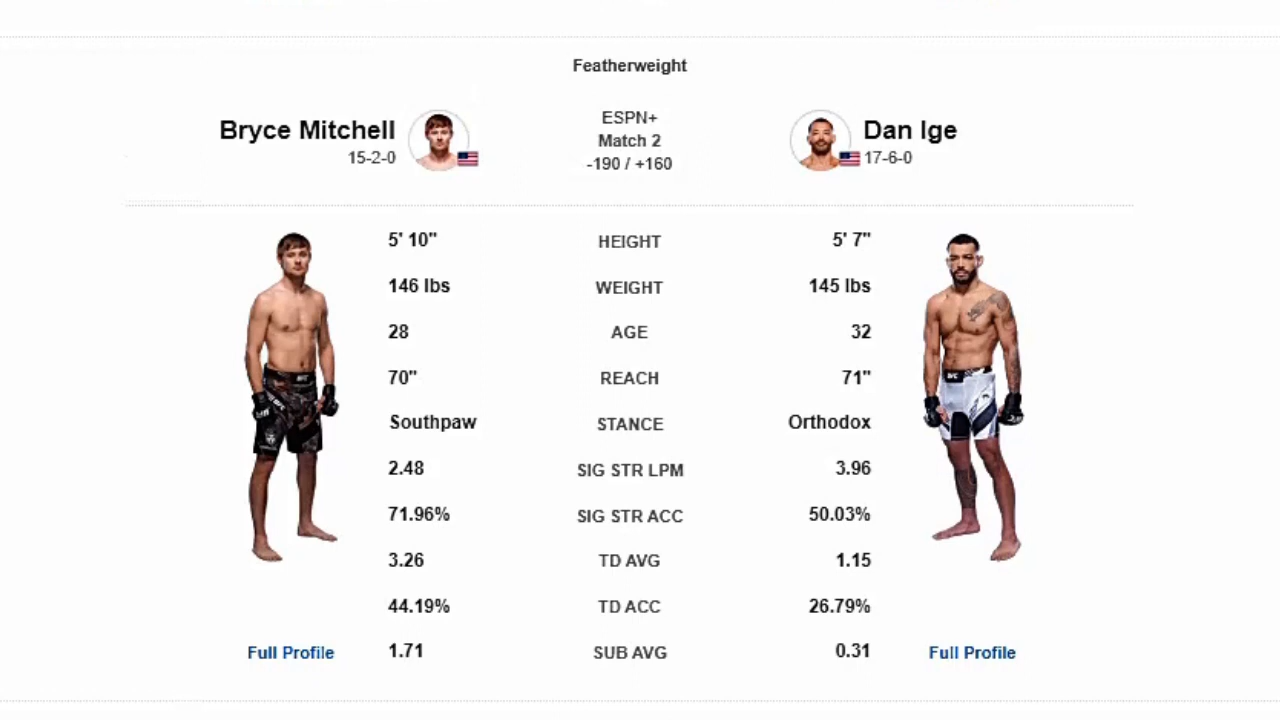 Featherweight
Bryce Mitchell
15-2-0
ESPN+
Match 2
-190 / +160
Dan Ige
17-6-0
5' 10" HEIGHT 5' 7"
146 lbs WEIGHT 145 lbs
28 AGE 32
70" REACH 71"
Southpaw STANCE Orthodox
2.48 SIG STR LPM 3.96
71.96% SIG STR ACC 50.03%
3.26 TD AVG 1.15
44.19% TD ACC 26.79%
Full Profile 1.71 SUB AVG 0.31 Full Profile